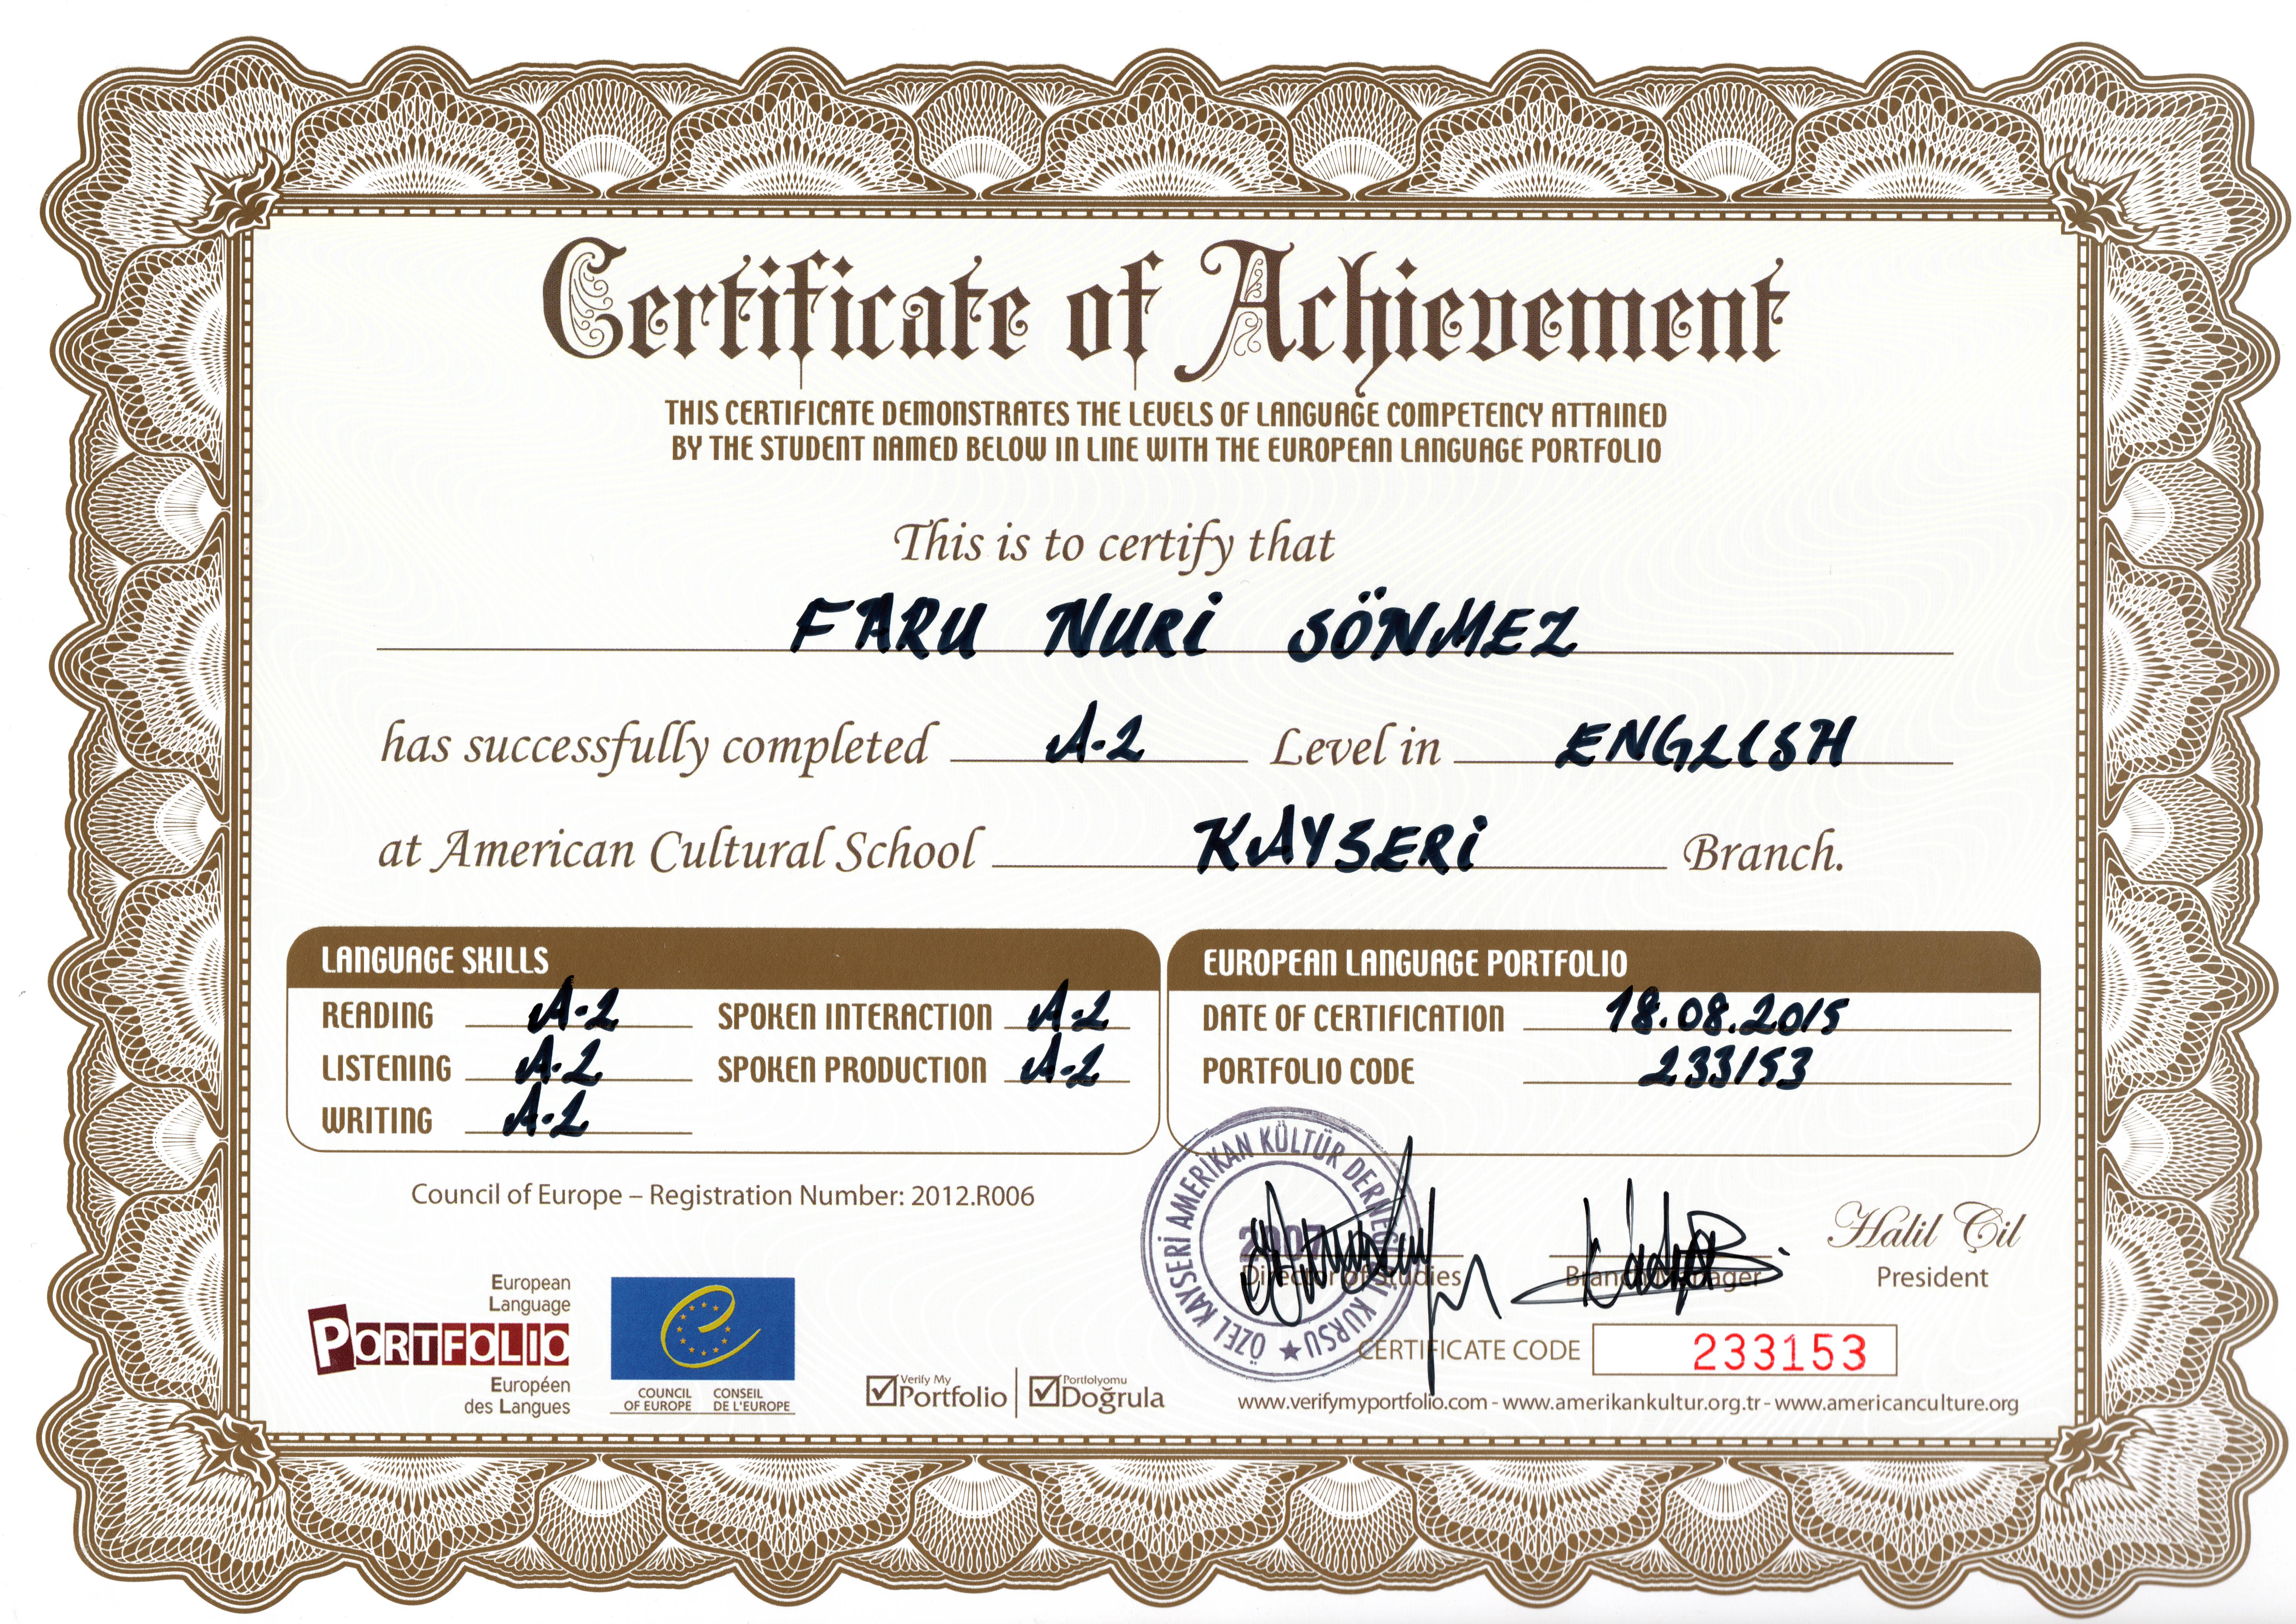 Certificate of Achievement
THIS CERTIFICATE DEMONSTRATES THE LEVELS OF LANGUAGE COMPETENCY ATTAINED
BY THE STUDENT NAMED BELOW IN LINE WITH THE EUROPEAN LANGUAGE PORTFOLIO
This is to certify that
FARU NURİ SÖNMEZ
has successfully completed A-2 Level in ENGLISH
at American Cultural School KAYSERİ Branch.
LANGUAGE SKILLS
READING A-2 SPOKEN INTERACTION A-2
LISTENING A-2 SPOKEN PRODUCTION A-2
WRITING A-2
EUROPEAN LANGUAGE PORTFOLIO
DATE OF CERTIFICATION 18.08.2015
PORTFOLIO CODE 233153
Council of Europe – Registration Number: 2012.R006
ÖZEL KAYSERİ AMERİKAN KÜLTÜR DERNEĞİ DİL KURSU
2007
Director of Studies
Branch Manager
Halil Çil
President
CERTIFICATE CODE 233153
European
Language
PORTFOLIO
Européen
des Langues
COUNCIL OF EUROPE
CONSEIL DE L'EUROPE
Verify My
Portfolio
Portfolyomu
Doğrula
www.verifymyportfolio.com - www.amerikankultur.org.tr - www.americanculture.org